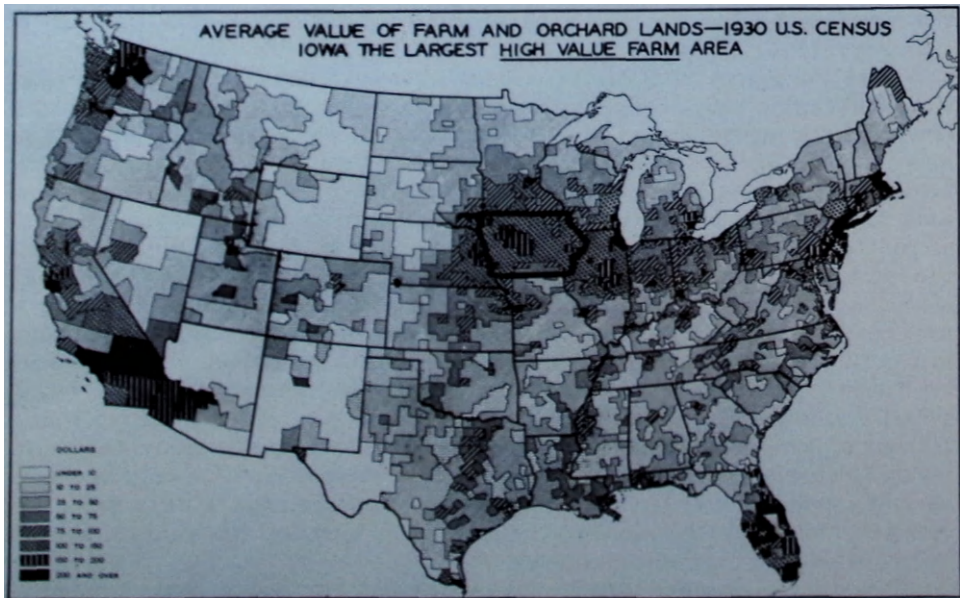 AVERAGE VALUE OF FARM AND ORCHARD LANDS—1930 U.S. CENSUS
IOWA THE LARGEST HIGH VALUE FARM AREA
DOLLARS
UNDER 10
10 TO 25
25 TO 50
50 TO 75
75 TO 100
100 TO 150
150 TO 200
200 AND OVER